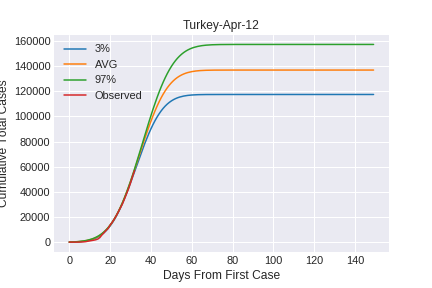 Turkey-Apr-12
160000
140000
120000
100000
80000
60000
40000
20000
0
3%
AVG
97%
Observed
Cumulative Total Cases
0 20 40 60 80 100 120 140
Days From First Case